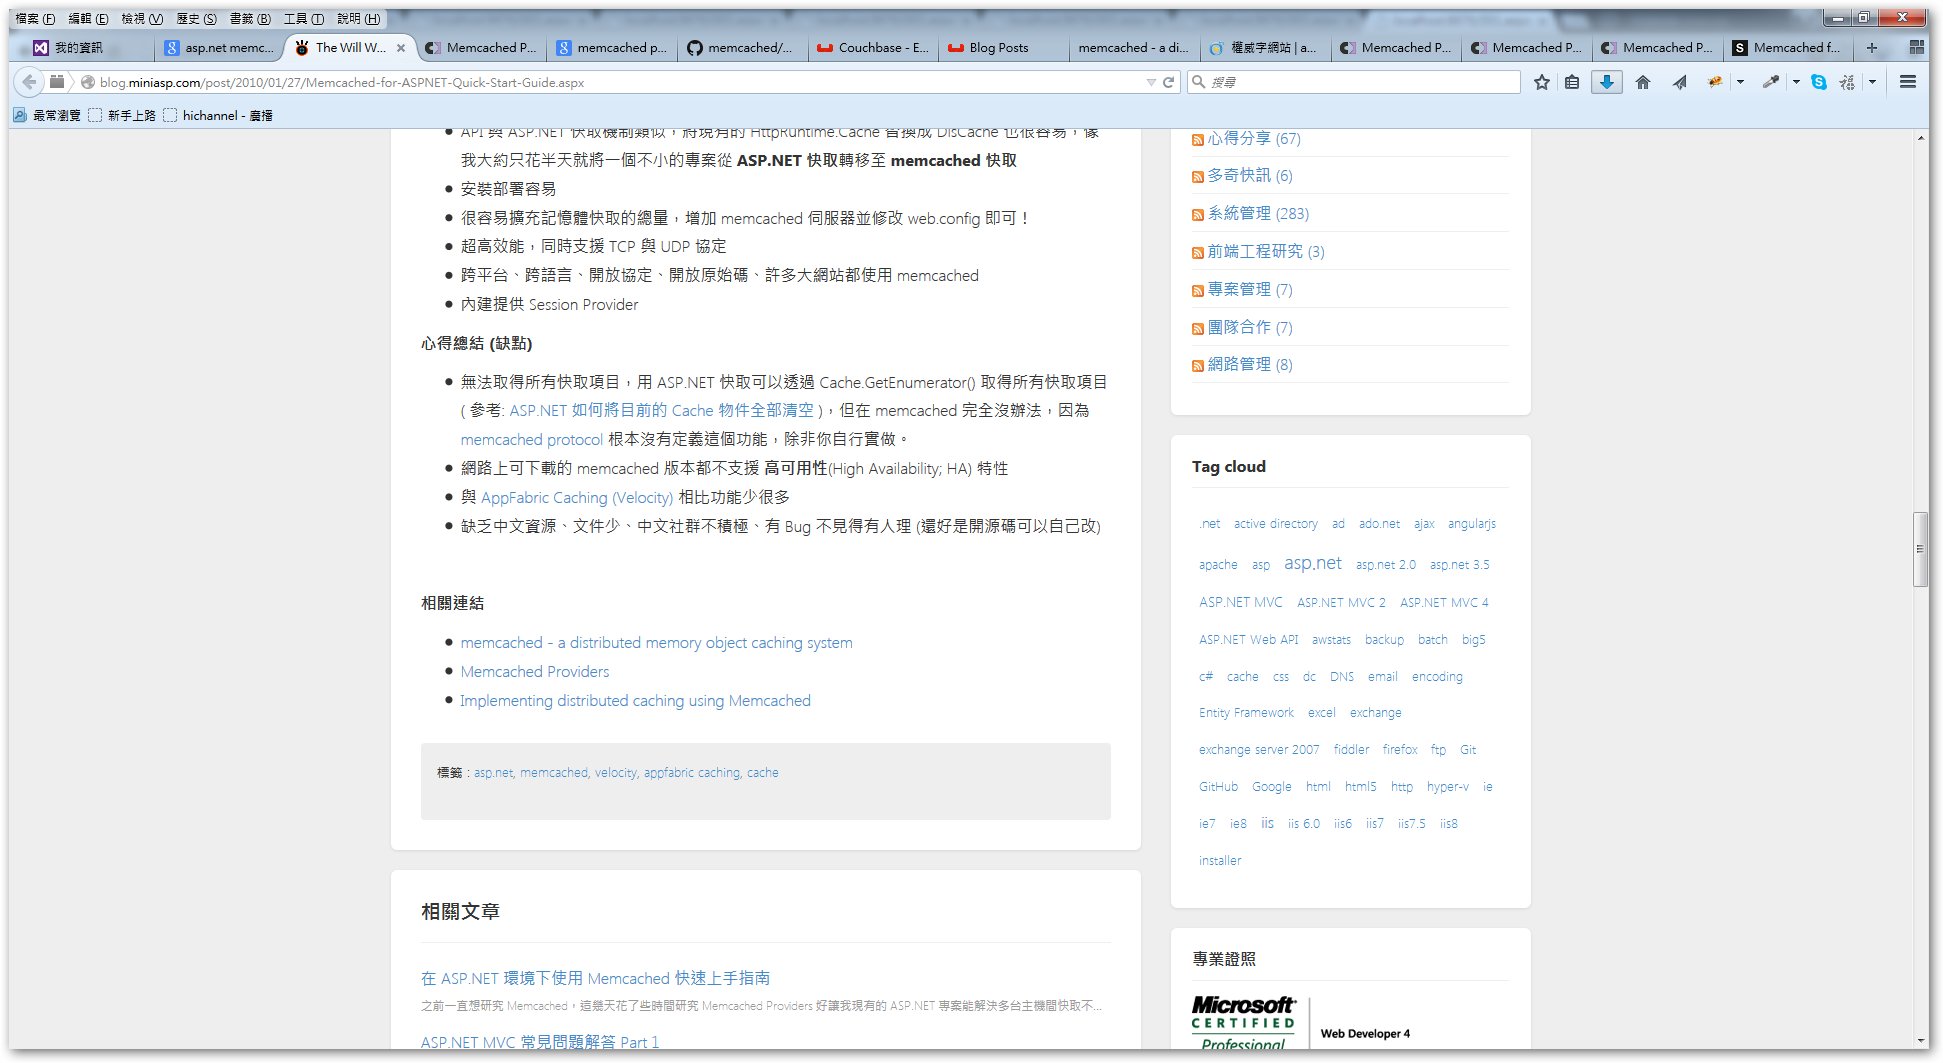 檔案 (F) 編輯 (E) 檢視 (V) 歷史 (S) 書籤 (B) 工具 (T) 說明 (H)
我的資訊 asp.net memc... The Will W... Memcached P... memcached p... memcached/... Couchbase - E... Blog Posts memcached - a di... 權威字網站 | a... Memcached P... Memcached P... Memcached P... Memcached f...
blog.miniasp.com/post/2010/01/27/Memcached-for-ASPNET-Quick-Start-Guide.aspx 搜尋
最常瀏覽 新手上路 hichannel - 廣播
API 與 ASP.NET 快取機制類似，將現有的 HttpRuntime.Cache 替換成 DisCache 也很容易，像
我大約只花半天就將一個不小的專案從 ASP.NET 快取轉移至 memcached 快取
安裝部署容易
很容易擴充記憶體快取的總量，增加 memcached 伺服器並修改 web.config 即可！
超高效能，同時支援 TCP 與 UDP 協定
跨平台、跨語言、開放協定、開放原始碼、許多大網站都使用 memcached
內建提供 Session Provider
心得總結 (缺點)
無法取得所有快取項目，用 ASP.NET 快取可以透過 Cache.GetEnumerator() 取得所有快取項目
( 參考: ASP.NET 如何將目前的 Cache 物件全部清空 )，但在 memcached 完全沒辦法，因為
memcached protocol 根本沒有定義這個功能，除非你自行實做。
網路上可下載的 memcached 版本都不支援 高可用性(High Availability; HA) 特性
與 AppFabric Caching (Velocity) 相比功能少很多
缺乏中文資源、文件少、中文社群不積極、有 Bug 不見得有人理 (還好是開源碼可以自己改)
相關連結
memcached - a distributed memory object caching system
Memcached Providers
Implementing distributed caching using Memcached
標籤 : asp.net, memcached, velocity, appfabric caching, cache
相關文章
在 ASP.NET 環境下使用 Memcached 快速上手指南
之前一直想研究 Memcached，這幾天花了些時間研究 Memcached Providers 好讓我現有的 ASP.NET 專案能解決多台主機間快取不...
ASP.NET MVC 常見問題解答 Part 1
心得分享 (67)
多奇快訊 (6)
系統管理 (283)
前端工程研究 (3)
專案管理 (7)
團隊合作 (7)
網路管理 (8)
Tag cloud
.net active directory ad ado.net ajax angularjs
apache asp asp.net asp.net 2.0 asp.net 3.5
ASP.NET MVC ASP.NET MVC 2 ASP.NET MVC 4
ASP.NET Web API awstats backup batch big5
c# cache css dc DNS email encoding
Entity Framework excel exchange
exchange server 2007 fiddler firefox ftp Git
GitHub Google html html5 http hyper-v ie
ie7 ie8 iis iis 6.0 iis6 iis7 iis7.5 iis8
installer
專業證照
Microsoft
CERTIFIED
Professional
Web Developer 4